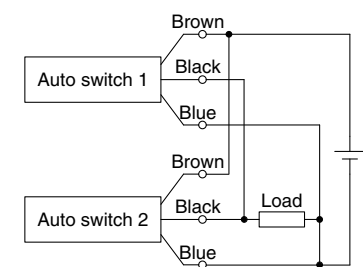 Brown
Auto switch 1
Black
Blue
Brown
Auto switch 2
Black
Load
Blue